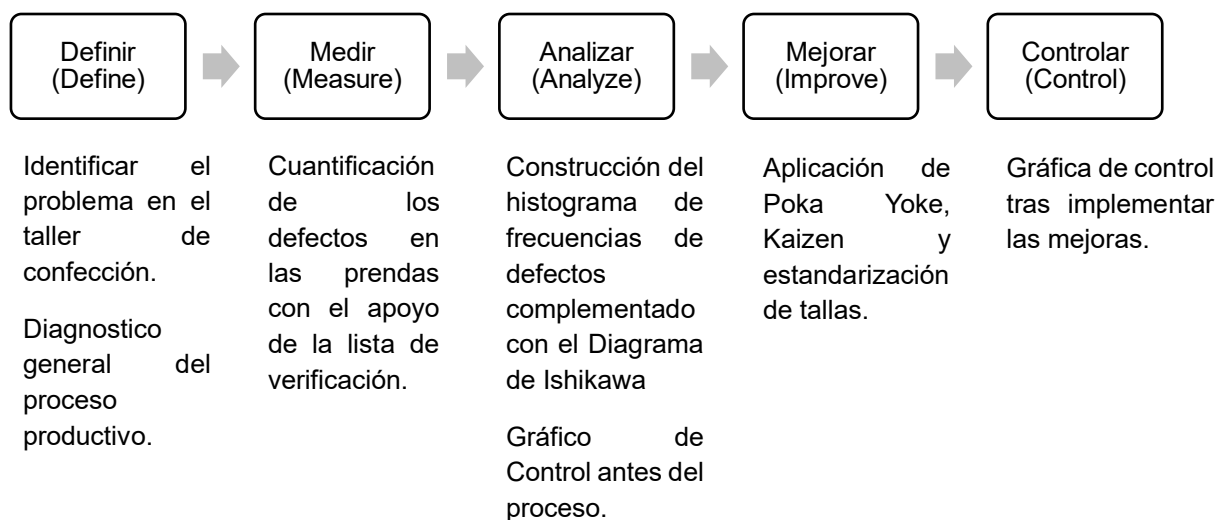 Definir
(Define)
Medir
(Measure)
Analizar
(Analyze)
Mejorar
(Improve)
Controlar
(Control)
Identificar el
problema en el
taller de
confección.
Diagnostico
general del
proceso
productivo.
Cuantificación
de los
defectos en
las prendas
con el apoyo
de la lista de
verificación.
Construcción del
histograma de
frecuencias de
defectos
complementado
con el Diagrama
de Ishikawa
Gráfico de
Control antes del
proceso.
Aplicación de
Poka Yoke,
Kaizen y
estandarización
de tallas.
Gráfica de control
tras implementar
las mejoras.